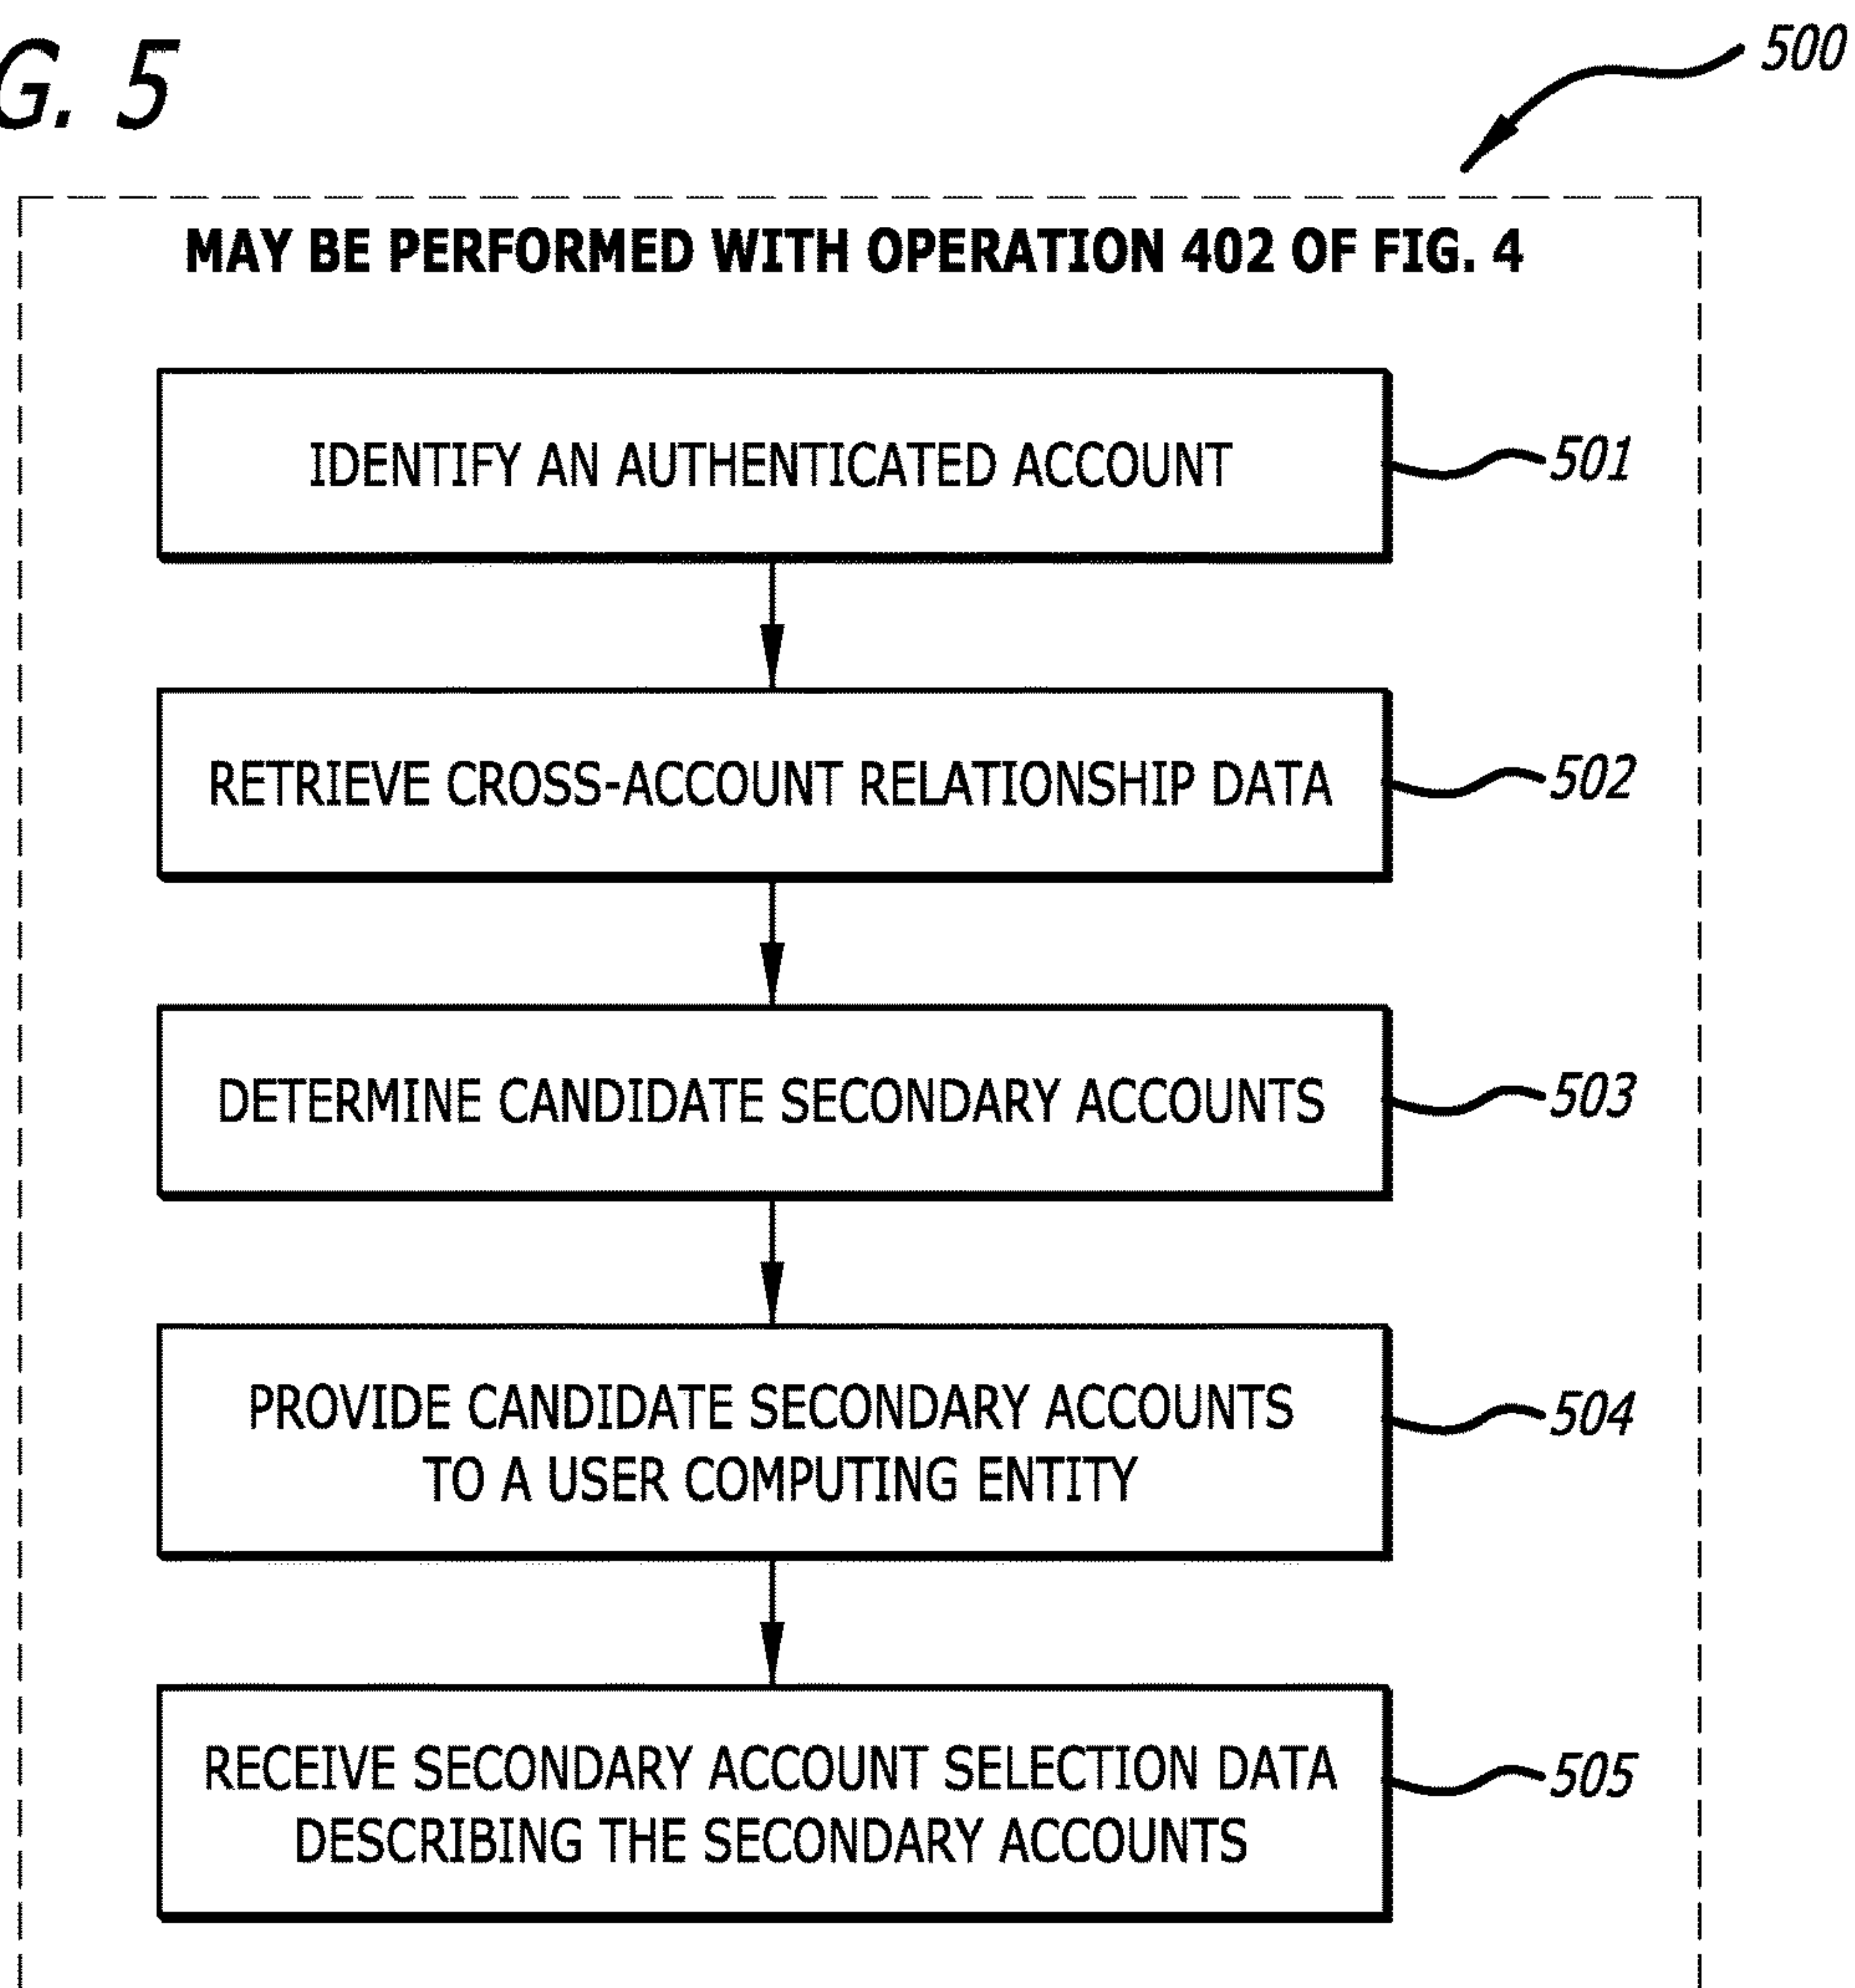 G. 5
500
MAY BE PERFORMED WITH OPERATION 402 OF FIG. 4
IDENTIFY AN AUTHENTICATED ACCOUNT
501
RETRIEVE CROSS-ACCOUNT RELATIONSHIP DATA
502
DETERMINE CANDIDATE SECONDARY ACCOUNTS
503
PROVIDE CANDIDATE SECONDARY ACCOUNTS
TO A USER COMPUTING ENTITY
504
RECEIVE SECONDARY ACCOUNT SELECTION DATA
DESCRIBING THE SECONDARY ACCOUNTS
505